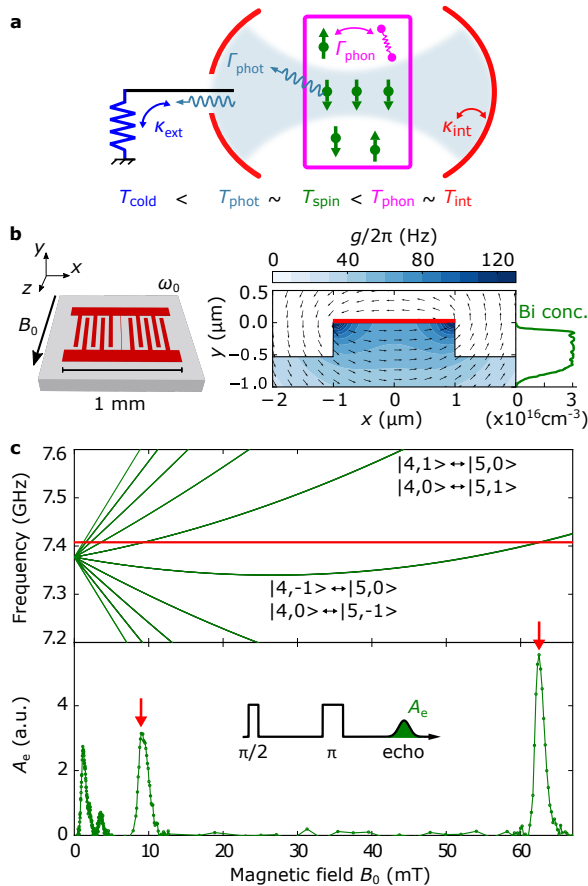 a
Γphot
Γphon
κext
κint
Tcold < Tphot ~ Tspin < Tphon ~ Tint
b
y
x
z
ω0
B0
1 mm
g/2π (Hz)
0 40 80 120
y (μm)
0.5
0.0
−0.5
−1.0
−2 −1 0 1 2
x (μm)
Bi conc.
0 3
(x10¹⁶cm⁻³)
c
Frequency (GHz)
7.6
7.5
7.4
7.3
7.2
|4,1> ↔ |5,0>
|4,0> ↔ |5,1>
|4,-1> ↔ |5,0>
|4,0> ↔ |5,-1>
Ae (a.u.)
4
2
0
π/2 π echo
Ae
0 10 20 30 40 50 60
Magnetic field B0 (mT)